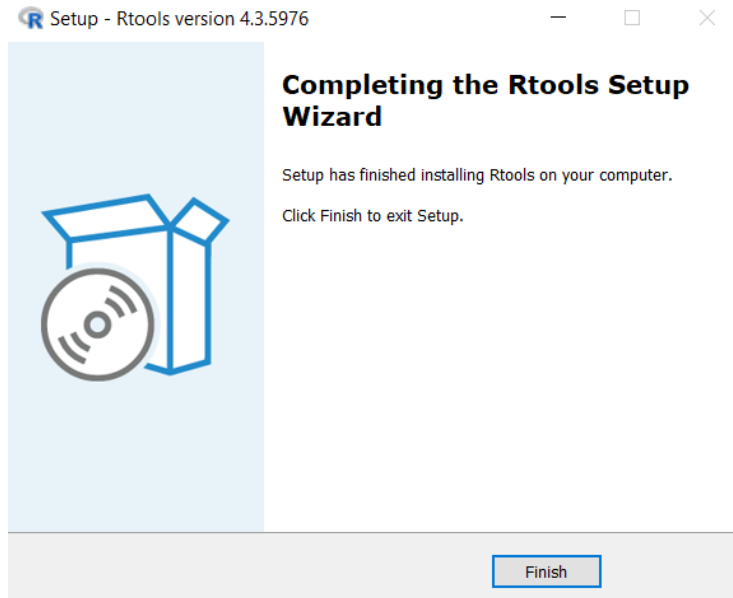 Setup - Rtools version 4.3.5976
Completing the Rtools Setup
Wizard
Setup has finished installing Rtools on your computer.
Click Finish to exit Setup.
Finish